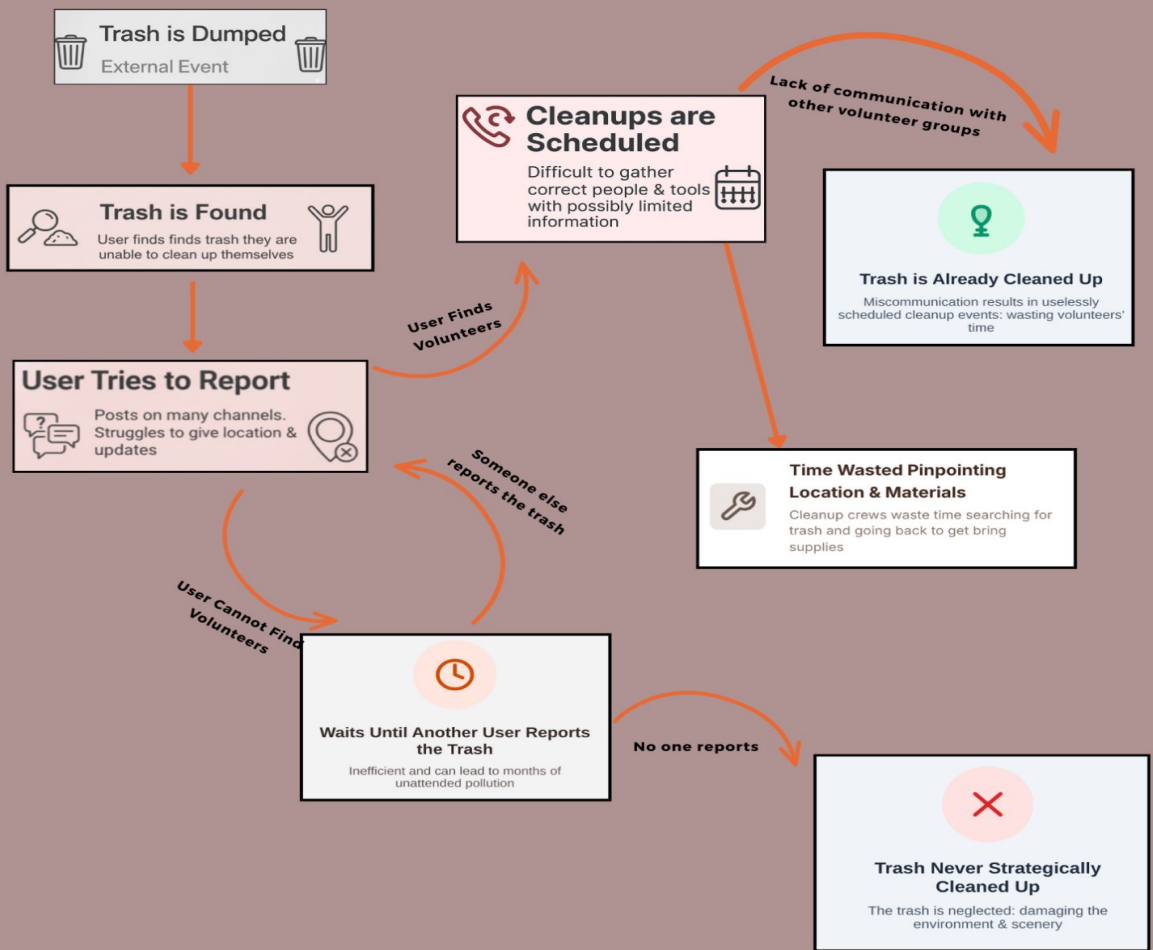 Trash is Dumped
External Event
Trash is Found
User finds finds trash they are
unable to clean up themselves
User Tries to Report
?
Posts on many channels.
Struggles to give location &
updates
User Finds
Volunteers
Cleanups are
Scheduled
Difficult to gather
correct people & tools
with possibly limited
information
Lack of communication with
other volunteer groups
Trash is Already Cleaned Up
Miscommunication results in uselessly
scheduled cleanup events: wasting volunteers'
time
Time Wasted Pinpointing
Location & Materials
Cleanup crews waste time searching for
trash and going back to get bring
supplies
Someone else
reports the trash
User Cannot Find
Volunteers
Waits Until Another User Reports
the Trash
Inefficient and can lead to months of
unattended pollution
No one reports
Trash Never Strategically
Cleaned Up
The trash is neglected: damaging the
environment & scenery